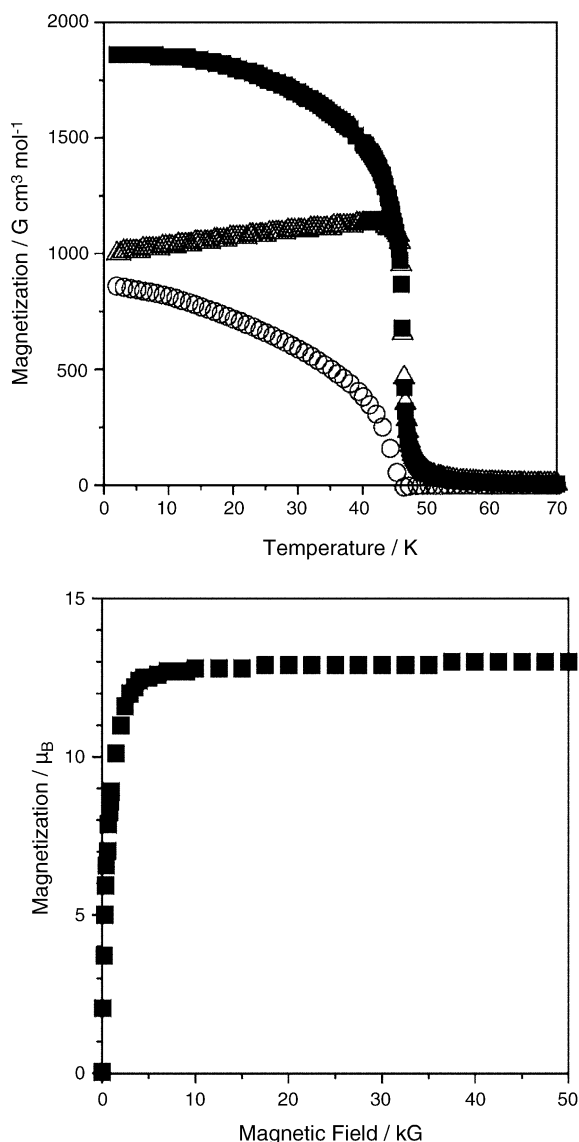 2000
1500
1000
500
0
0 10 20 30 40 50 60 70
Magnetization / G cm³ mol⁻¹
Temperature / K
15
10
5
0
0 10 20 30 40 50
Magnetization / μB
Magnetic Field / kG